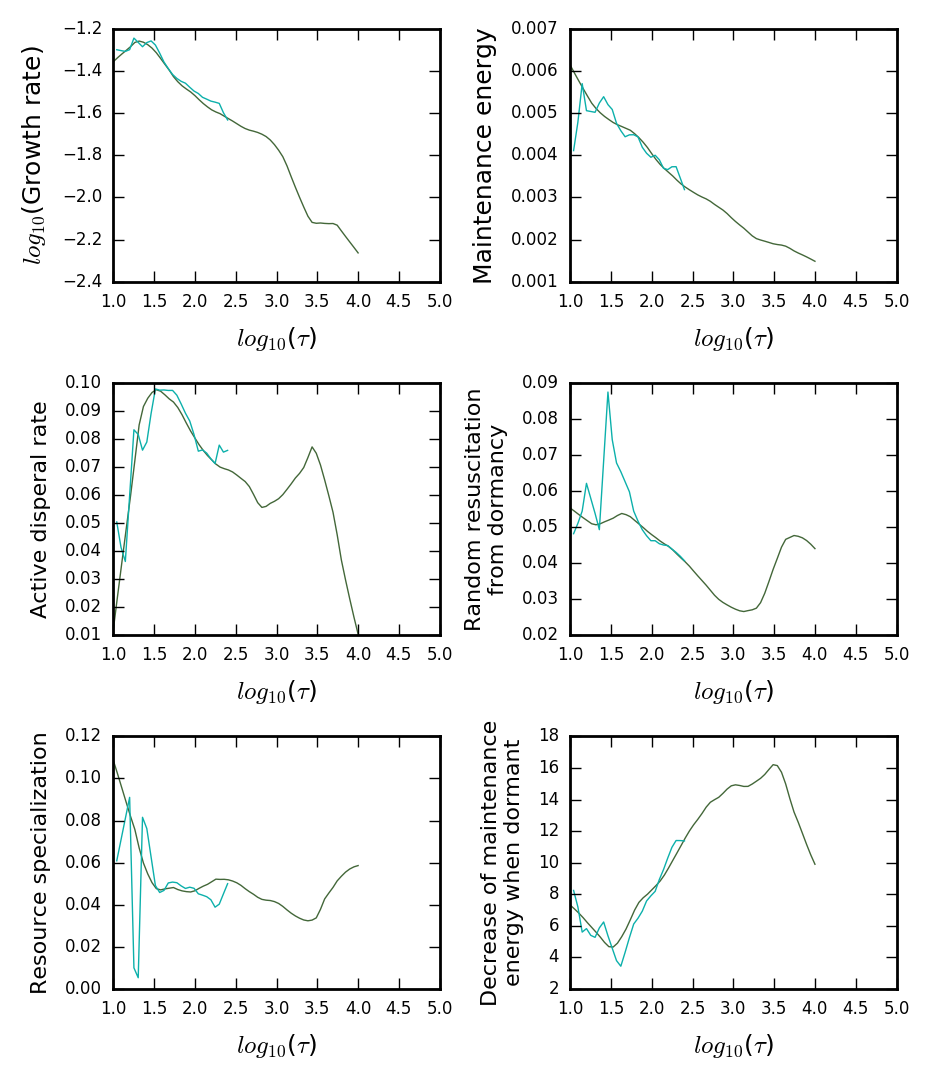 log10(Growth rate)
−1.2
−1.4
−1.6
−1.8
−2.0
−2.2
−2.4
1.0 1.5 2.0 2.5 3.0 3.5 4.0 4.5 5.0
log10(τ)
Maintenance energy
0.007
0.006
0.005
0.004
0.003
0.002
0.001
1.0 1.5 2.0 2.5 3.0 3.5 4.0 4.5 5.0
log10(τ)
Active disperal rate
0.10
0.09
0.08
0.07
0.06
0.05
0.04
0.03
0.02
0.01
1.0 1.5 2.0 2.5 3.0 3.5 4.0 4.5 5.0
log10(τ)
Random resuscitation
from dormancy
0.09
0.08
0.07
0.06
0.05
0.04
0.03
0.02
1.0 1.5 2.0 2.5 3.0 3.5 4.0 4.5 5.0
log10(τ)
Resource specialization
0.12
0.10
0.08
0.06
0.04
0.02
0.00
1.0 1.5 2.0 2.5 3.0 3.5 4.0 4.5 5.0
log10(τ)
Decrease of maintenance
energy when dormant
18
16
14
12
10
8
6
4
2
1.0 1.5 2.0 2.5 3.0 3.5 4.0 4.5 5.0
log10(τ)